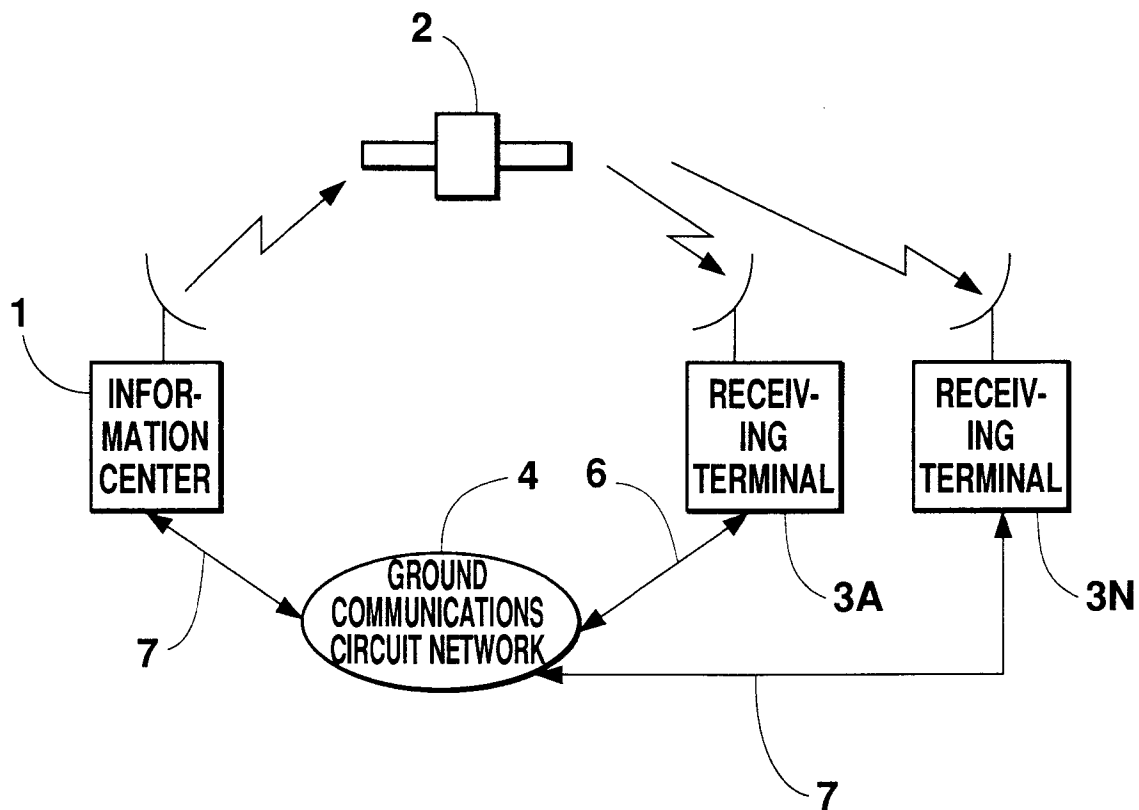 2
1
INFOR-
MATION
CENTER
RECEIV-
ING
TERMINAL
RECEIV-
ING
TERMINAL
4
6
GROUND
COMMUNICATIONS
CIRCUIT NETWORK
3A
3N
7
7